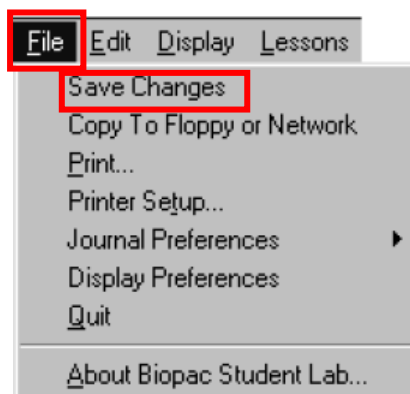 File Edit Display Lessons
Save Changes
Copy To Floppy or Network
Print...
Printer Setup...
Journal Preferences
Display Preferences
Quit
About Biopac Student Lab...